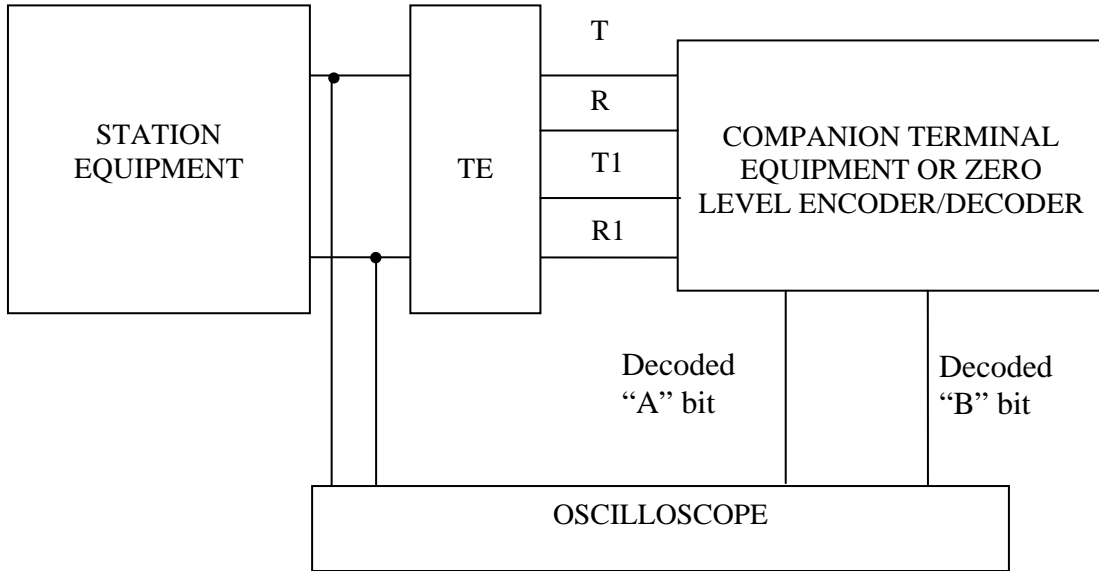 T
R
T1
R1
STATION
EQUIPMENT
TE
COMPANION TERMINAL
EQUIPMENT OR ZERO
LEVEL ENCODER/DECODER
Decoded
“A” bit
Decoded
“B” bit
OSCILLOSCOPE